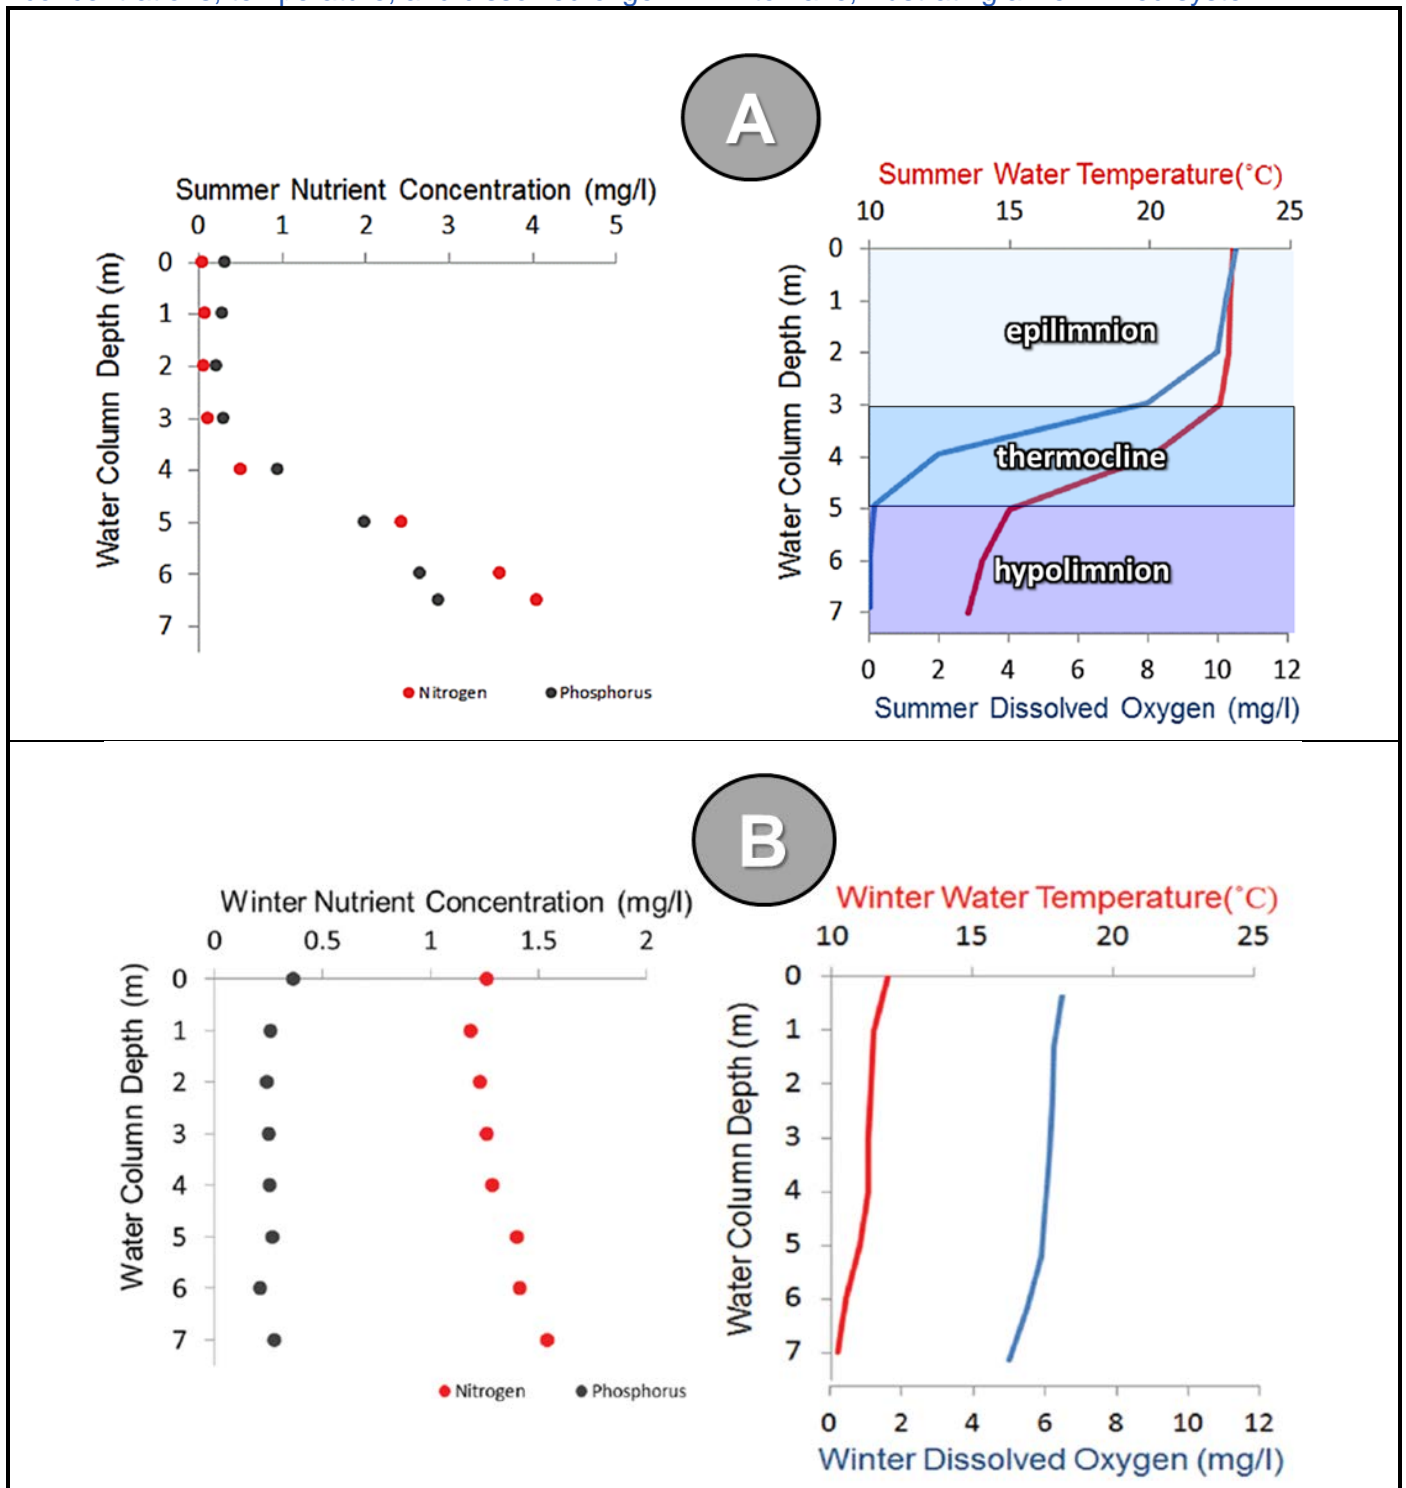 A
Summer Nutrient Concentration (mg/l)
0 1 2 3 4 5
Water Column Depth (m)
0
1
2
3
4
5
6
7
Nitrogen Phosphorus
Summer Water Temperature(°C)
10 15 20 25
Water Column Depth (m)
0
1
2
3
4
5
6
7
epilimnion
thermocline
hypolimnion
0 2 4 6 8 10 12
Summer Dissolved Oxygen (mg/l)
B
Winter Nutrient Concentration (mg/l)
0 0.5 1 1.5 2
Water Column Depth (m)
0
1
2
3
4
5
6
7
Nitrogen Phosphorus
Winter Water Temperature(°C)
10 15 20 25
Water Column Depth (m)
0
1
2
3
4
5
6
7
0 2 4 6 8 10 12
Winter Dissolved Oxygen (mg/l)